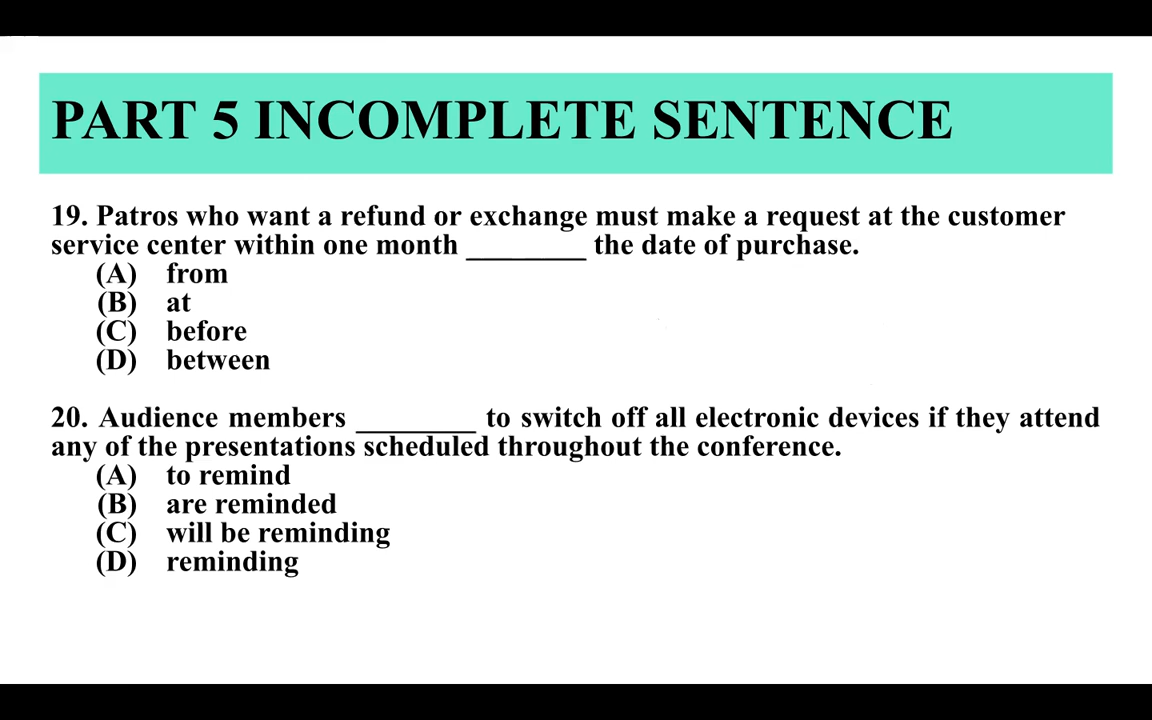 PART 5 INCOMPLETE SENTENCE
19. Patros who want a refund or exchange must make a request at the customer
service center within one month ________ the date of purchase.
(A) from
(B) at
(C) before
(D) between
20. Audience members ________ to switch off all electronic devices if they attend
any of the presentations scheduled throughout the conference.
(A) to remind
(B) are reminded
(C) will be reminding
(D) reminding